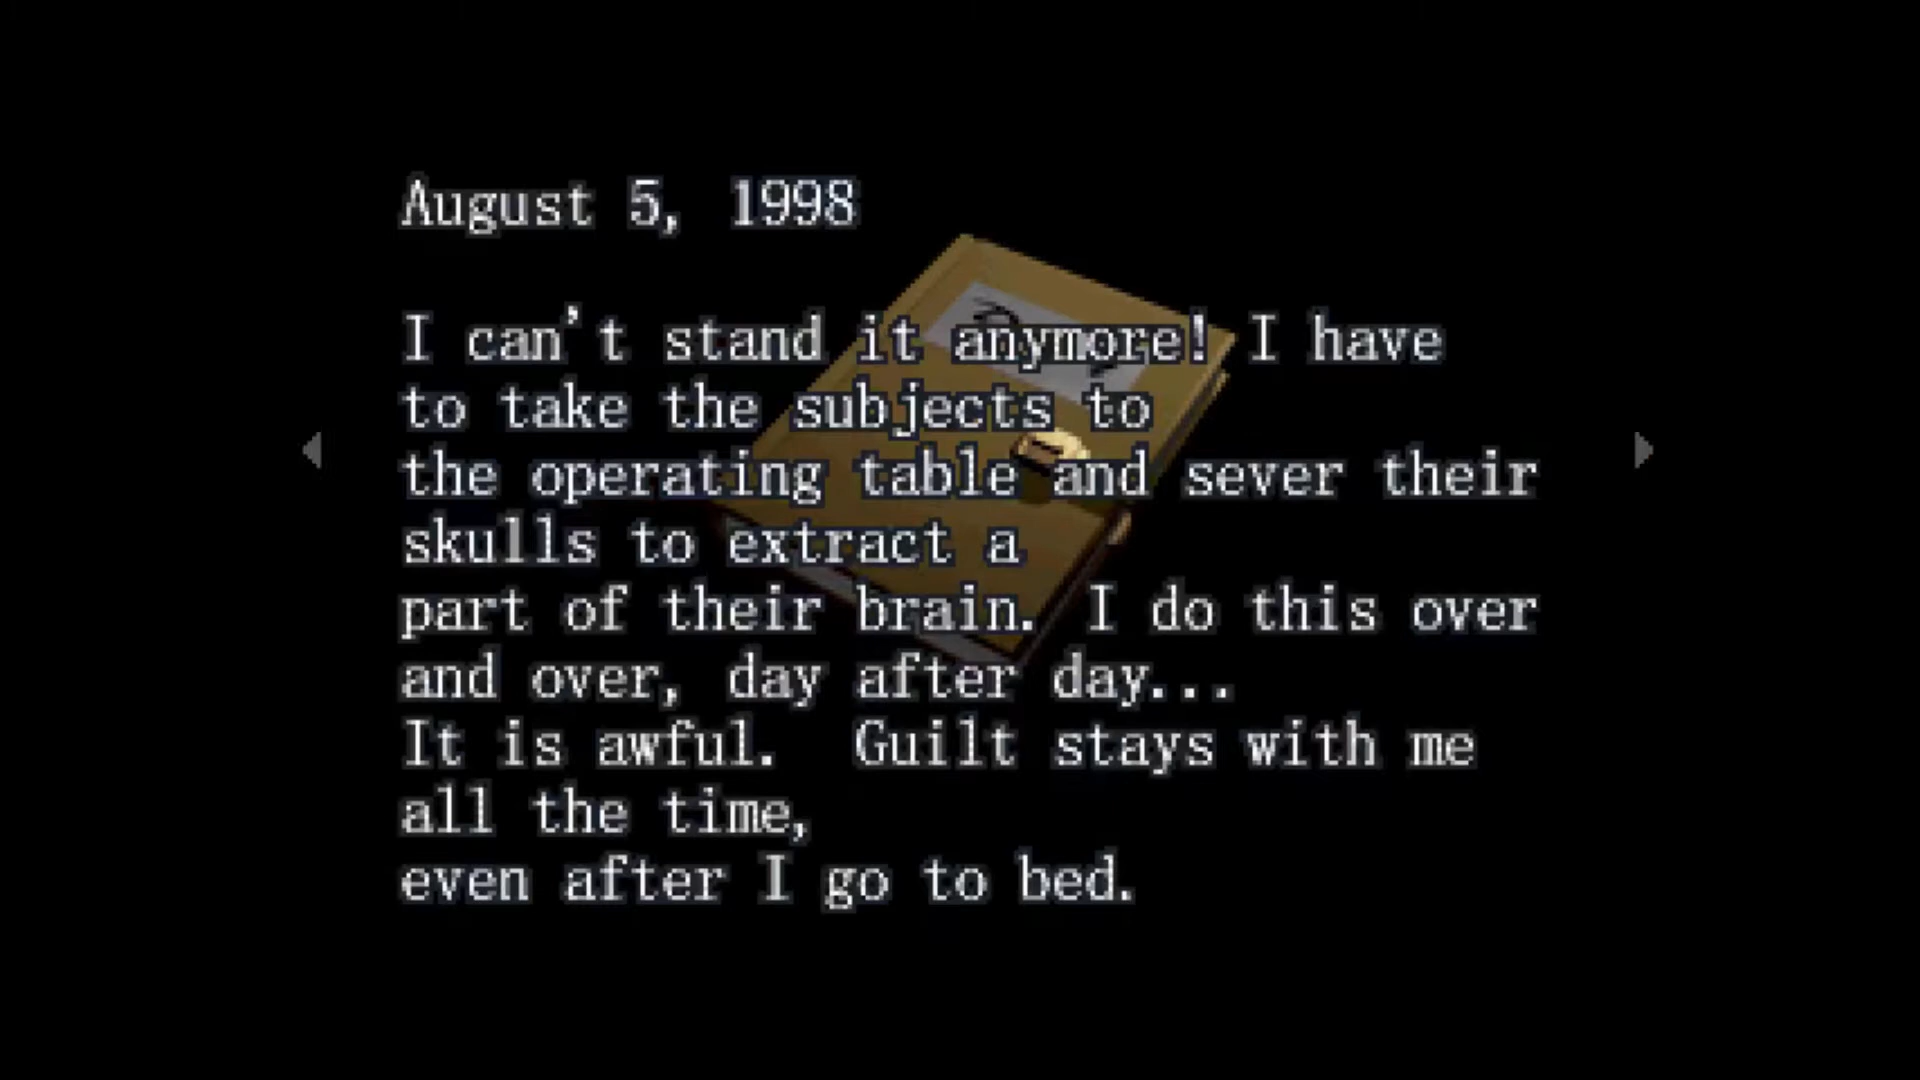 August 5, 1998
I can't stand it anymore! I have
to take the subjects to
the operating table and sever their
skulls to extract a
part of their brain. I do this over
and over, day after day...
It is awful. Guilt stays with me
all the time,
even after I go to bed.